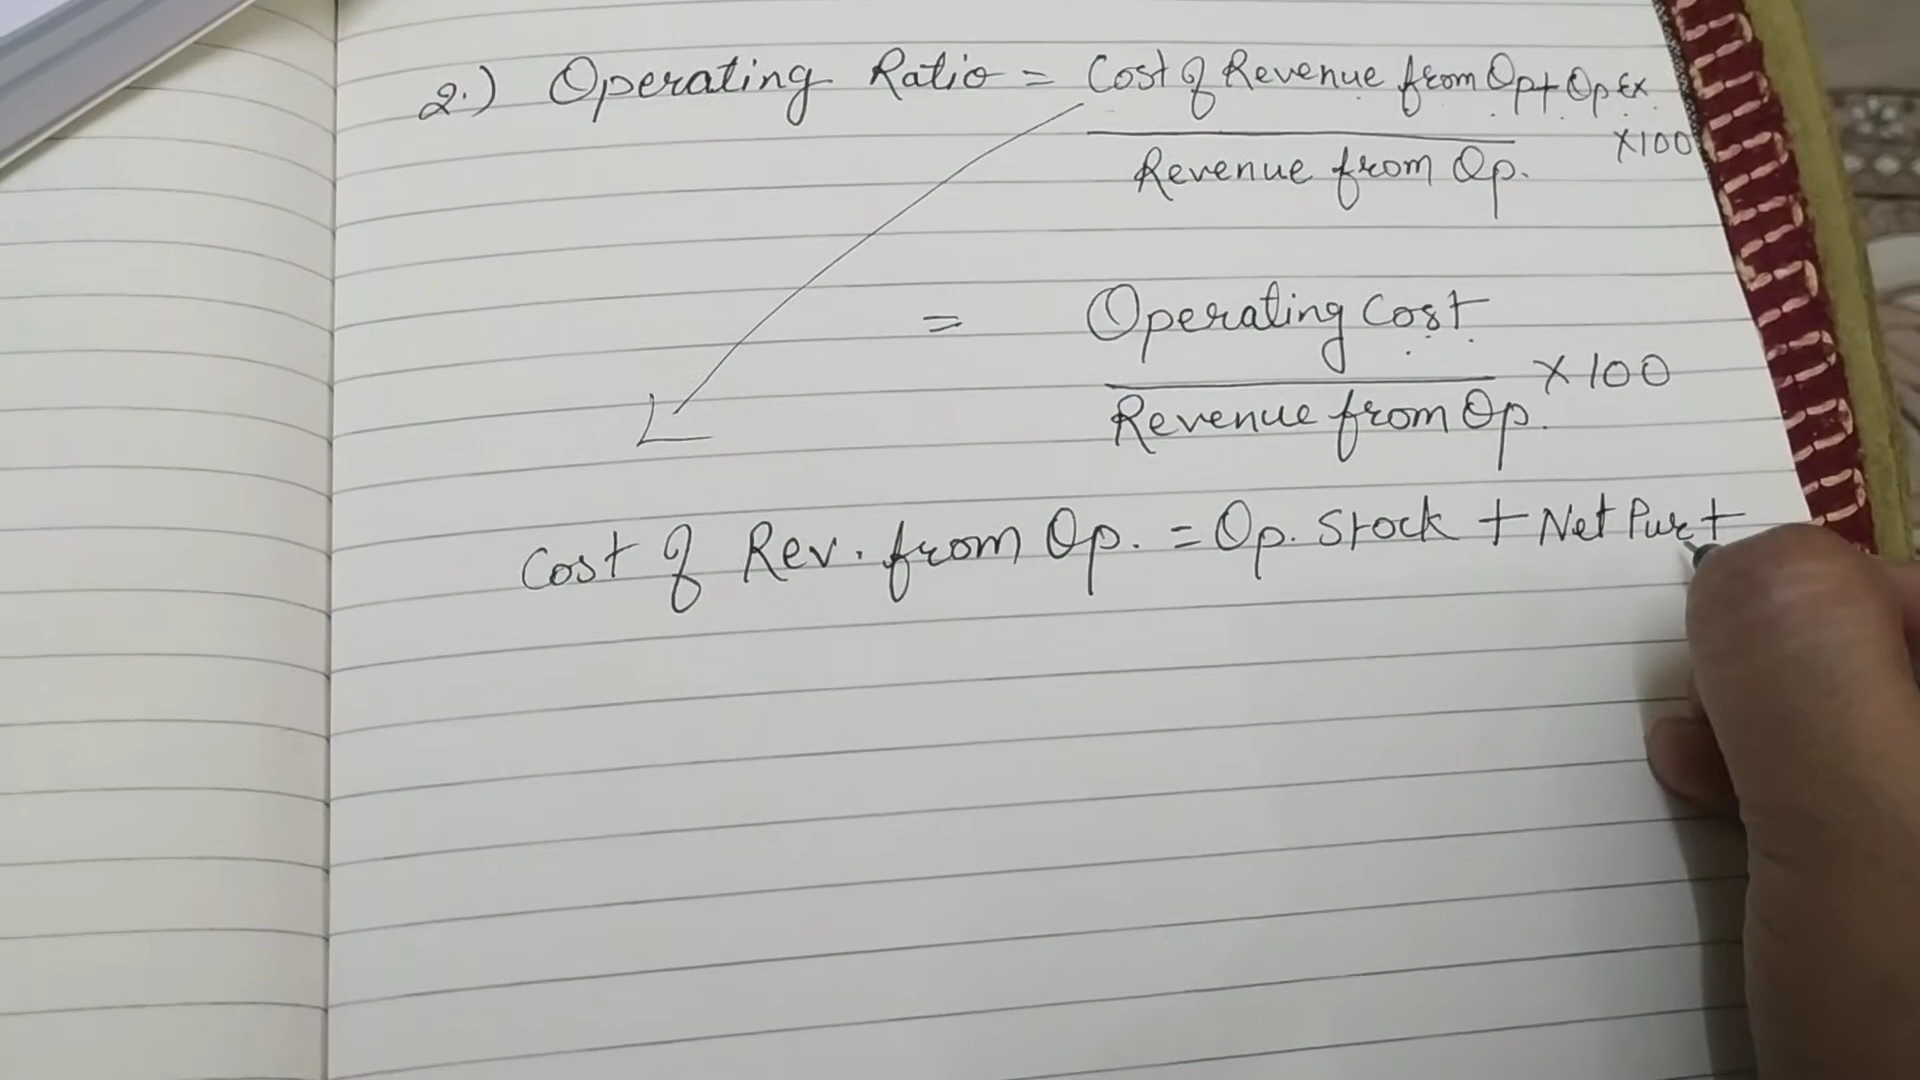 2.) Operating Ratio = Cost of Revenue from Op + Op Ex.
Revenue from Op. X100
= Operating Cost
X 100
Revenue from Op.
Cost of Rev. from Op. = Op. Stock + Net Pur +